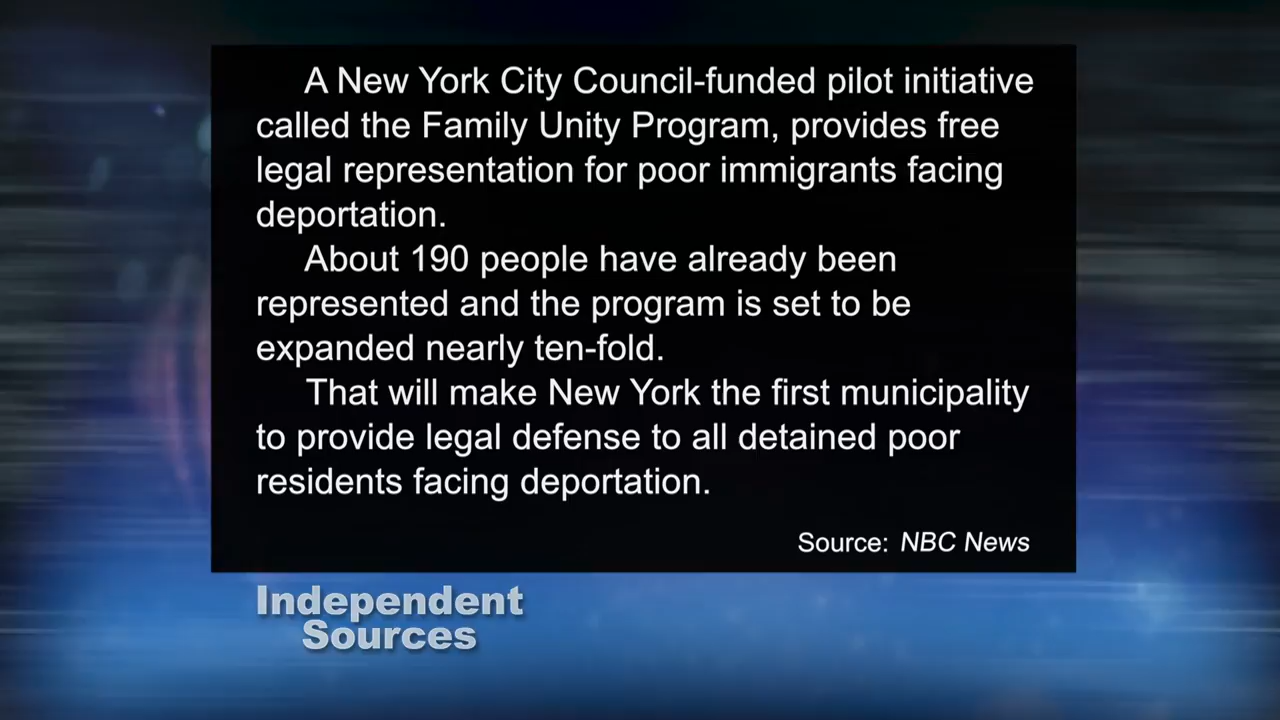 A New York City Council-funded pilot initiative
called the Family Unity Program, provides free
legal representation for poor immigrants facing
deportation.
About 190 people have already been
represented and the program is set to be
expanded nearly ten-fold.
That will make New York the first municipality
to provide legal defense to all detained poor
residents facing deportation.
Source: NBC News
Independent
Sources